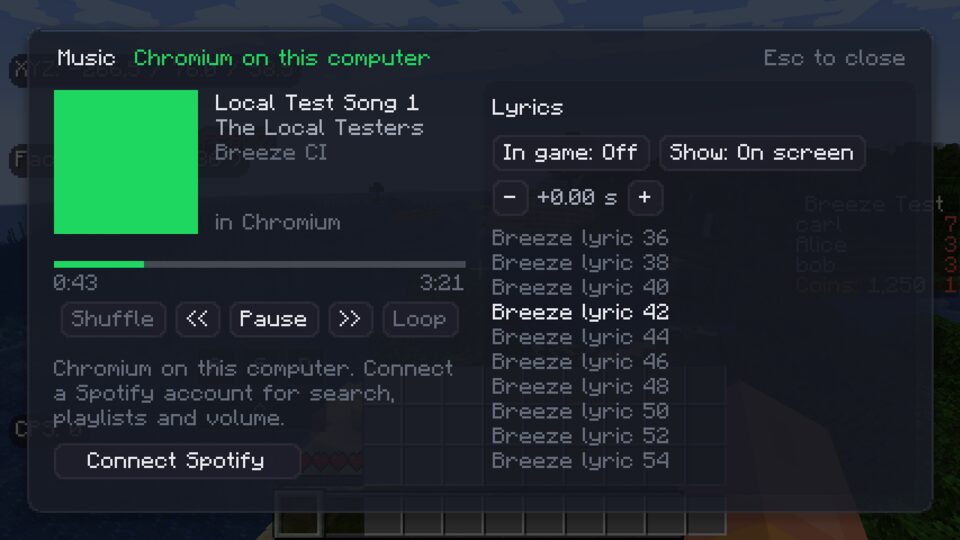 Music Chromium on this computer
Esc to close
Local Test Song 1
The Local Testers
Breeze CI
in Chromium
0:43
3:21
Shuffle
<<
Pause
>>
Loop
Chromium on this computer. Connect
a Spotify account for search,
playlists and volume.
Connect Spotify
Lyrics
In game: Off
Show: On screen
- +0.00 s +
Breeze lyric 36
Breeze lyric 38
Breeze lyric 40
Breeze lyric 42
Breeze lyric 44
Breeze lyric 46
Breeze lyric 48
Breeze lyric 50
Breeze lyric 52
Breeze lyric 54
Breeze Test
carl 7
Alice 3
bob 3
Coins: 1,250 1